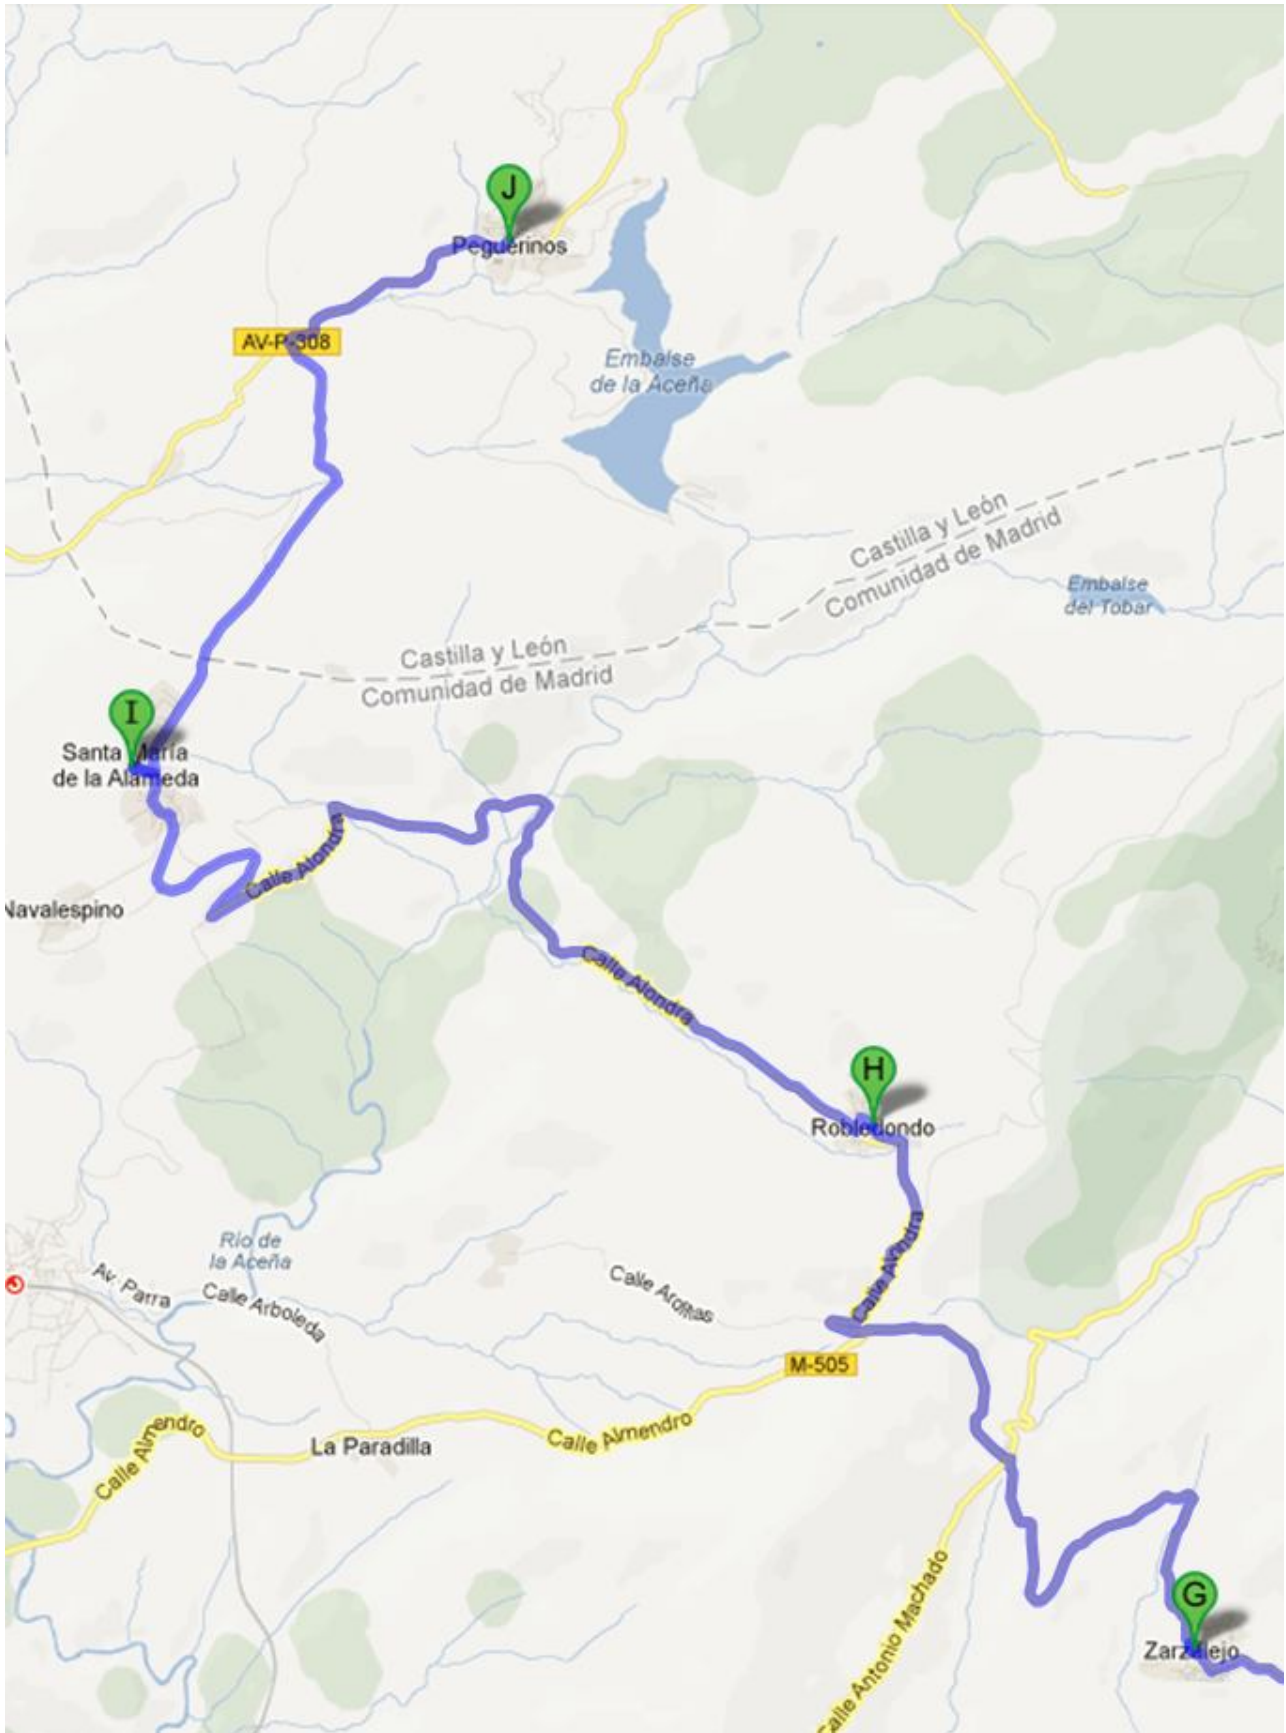 J
Peguerinos
AV-P-308
Embalse
de la Aceña
Castilla y León
Comunidad de Madrid
Embalse
del Tobar
Castilla y León
Comunidad de Madrid
I
Santa María
de la Alameda
Calle Alondra
Navalespino
Calle Alondra
H
Robledondo
Calle Alondra
Río de
la Aceña
Av. Parra
Calle Arboleda
Calle Aromas
M-505
Calle Almendro
Calle Almendro
La Paradilla
Calle Antonio Machado
G
Zarzalejo